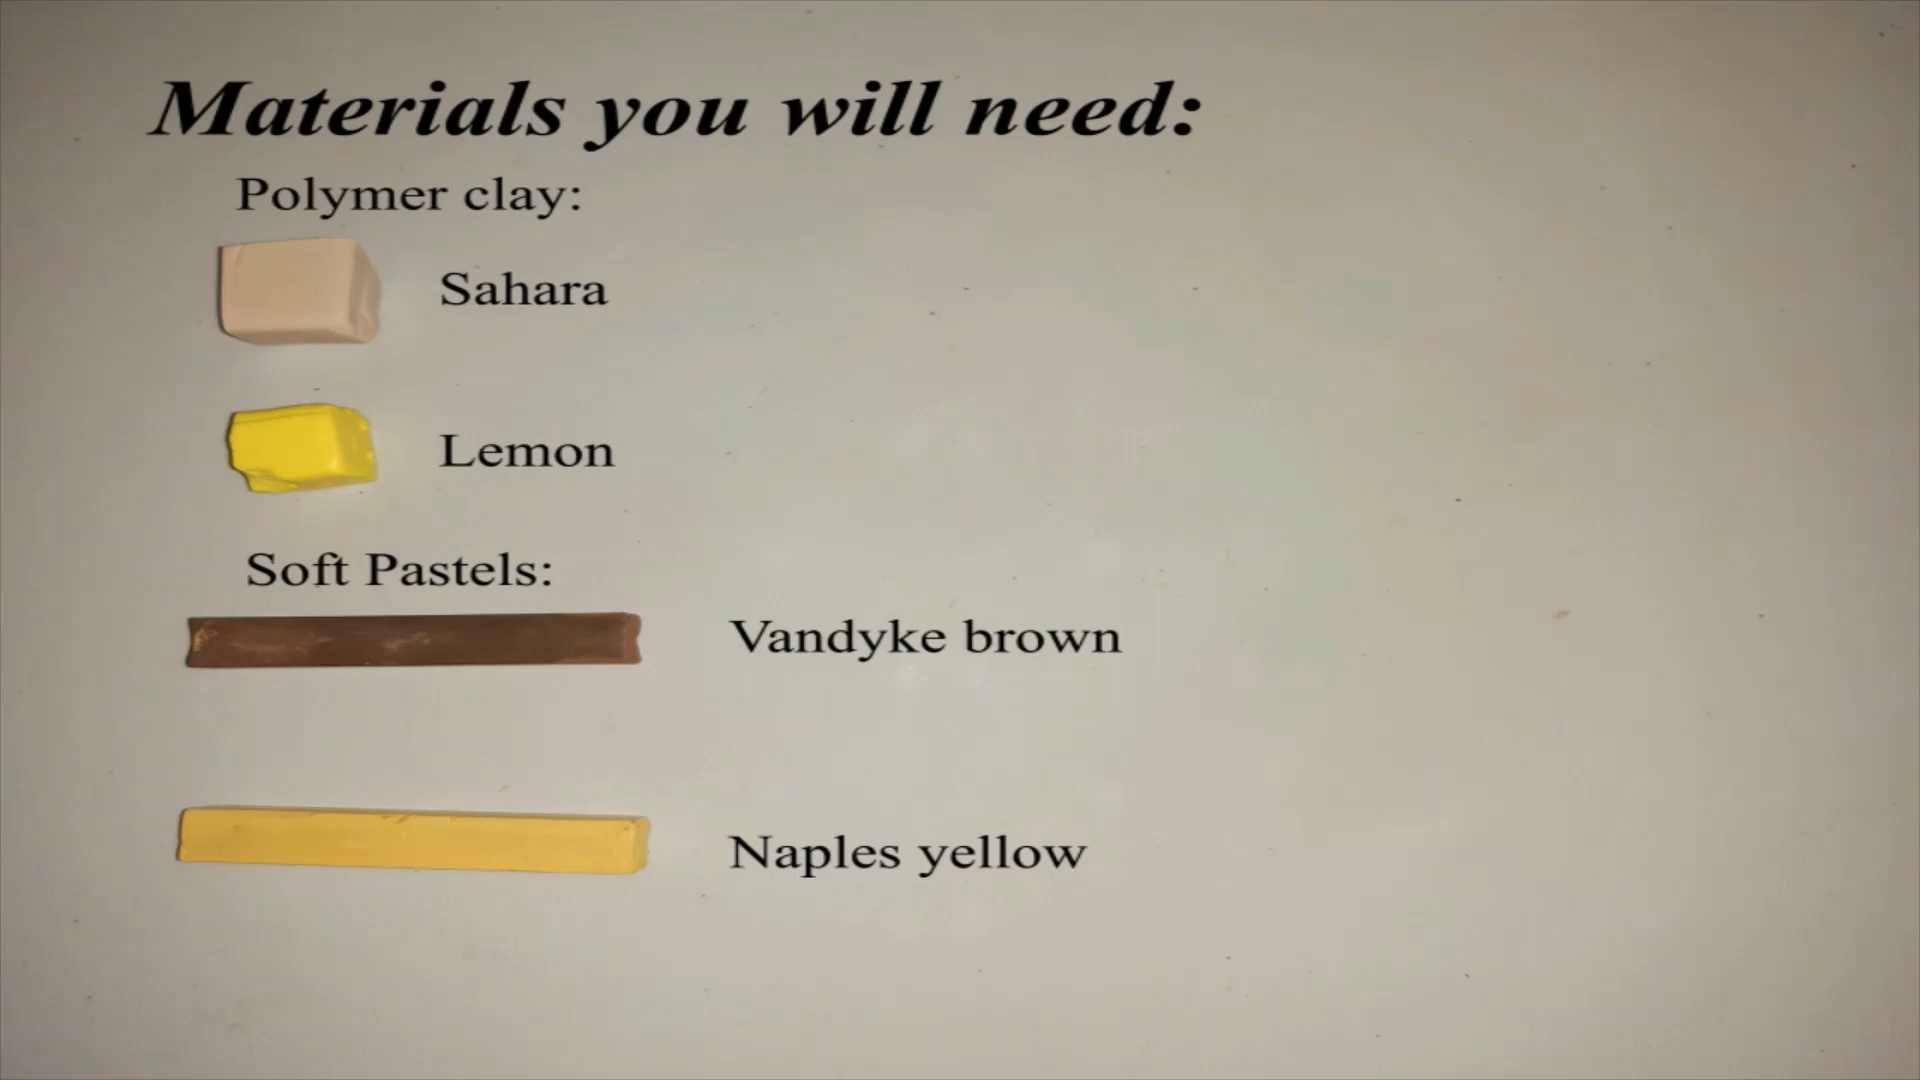 Materials you will need:
Polymer clay:
Sahara
Lemon
Soft Pastels:
Vandyke brown
Naples yellow